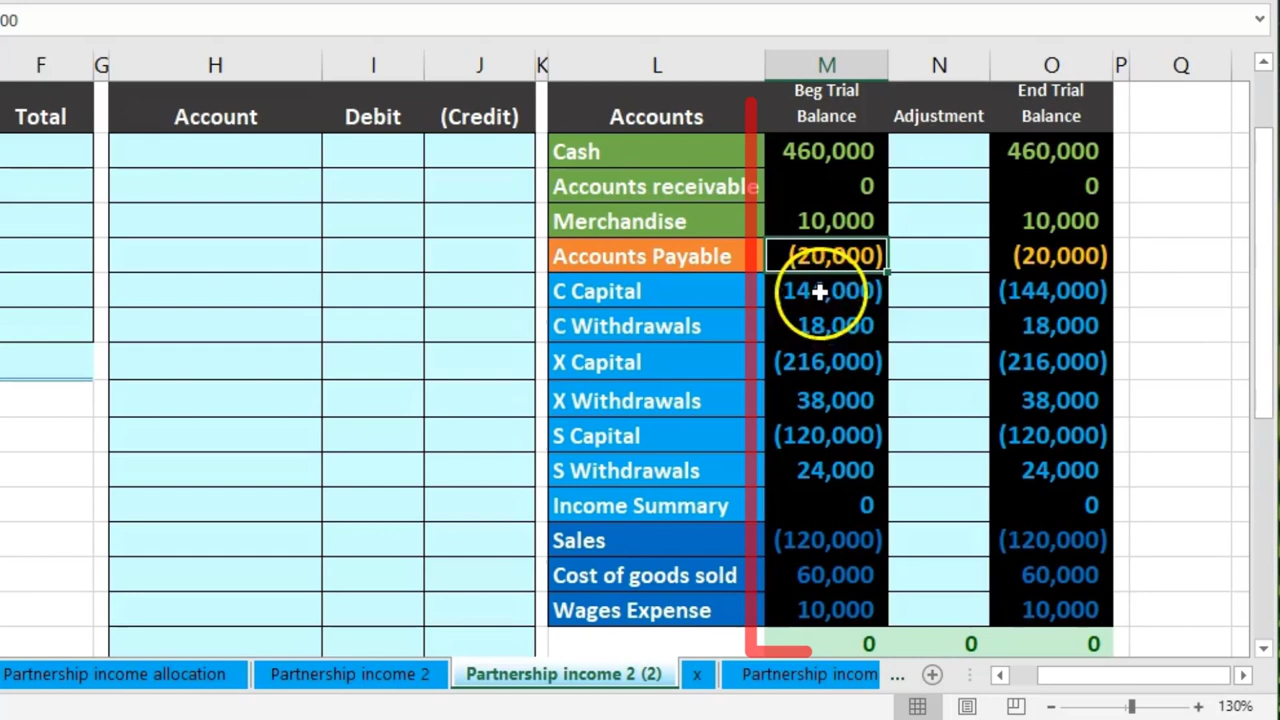 00
F G H I J K L M N O P Q
Total Account Debit (Credit) Accounts Beg Trial Balance Adjustment End Trial Balance
Cash 460,000 460,000
Accounts receivable 0 0
Merchandise 10,000 10,000
Accounts Payable (20,000) (20,000)
C Capital (144,000)
C Withdrawals 18,000 18,000
X Capital (216,000) (216,000)
X Withdrawals 38,000 38,000
S Capital (120,000) (120,000)
S Withdrawals 24,000 24,000
Income Summary 0 0
Sales (120,000) (120,000)
Cost of goods sold 60,000 60,000
Wages Expense 10,000 10,000
0 0 0
Partnership income allocation Partnership income 2 Partnership income 2 (2) x Partnership incom ...
130%